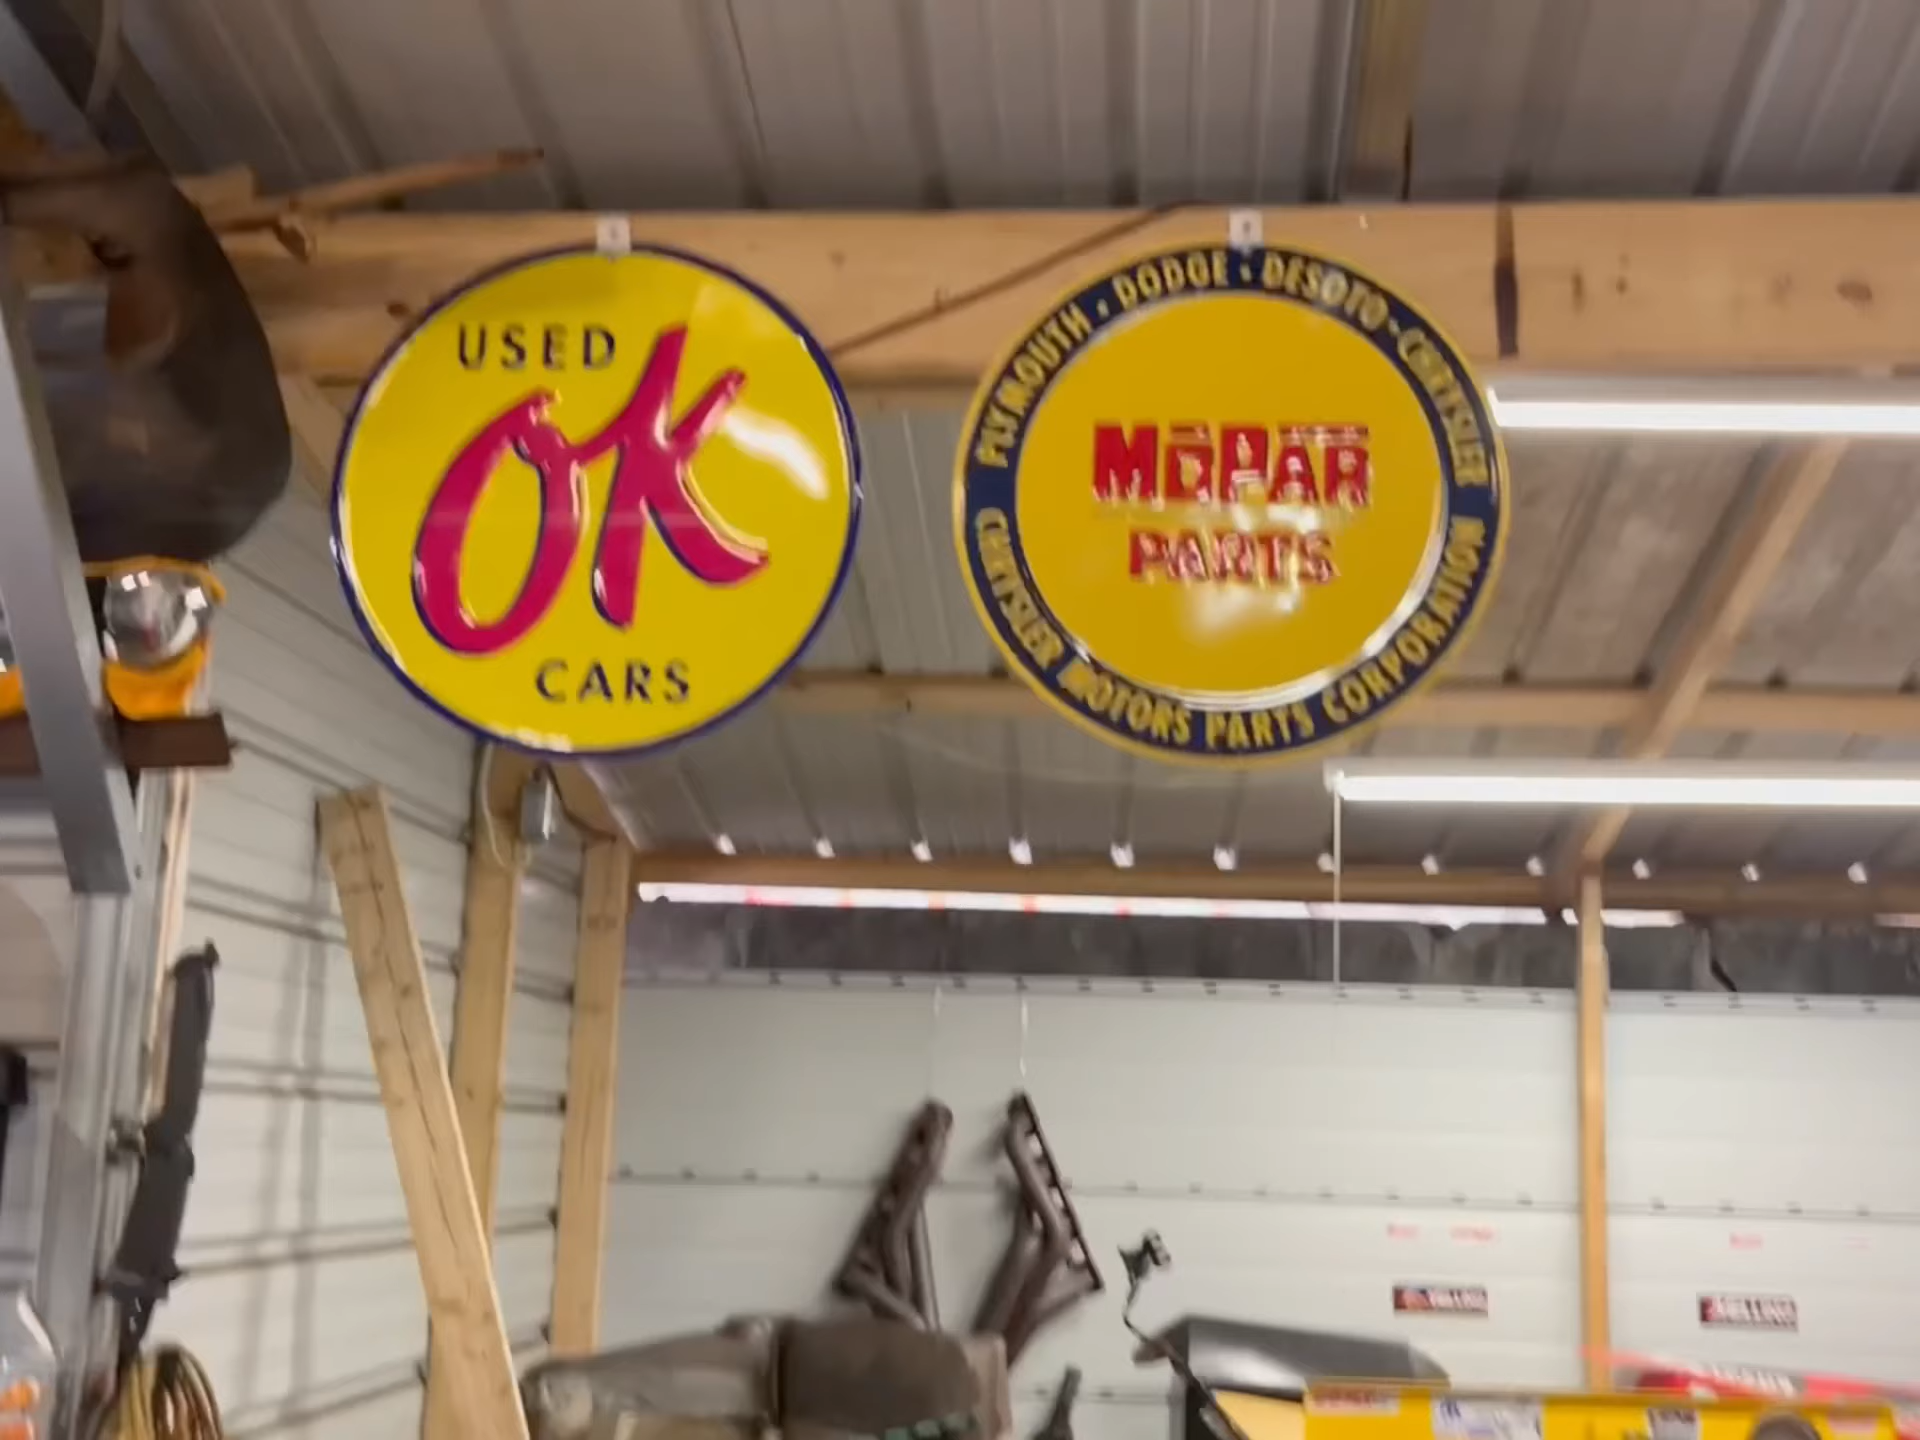 USED
OK
CARS
PLYMOUTH · DODGE · DESOTO · CHRYSLER
MOPAR
PARTS
CHRYSLER MOTORS PARTS CORPORATION